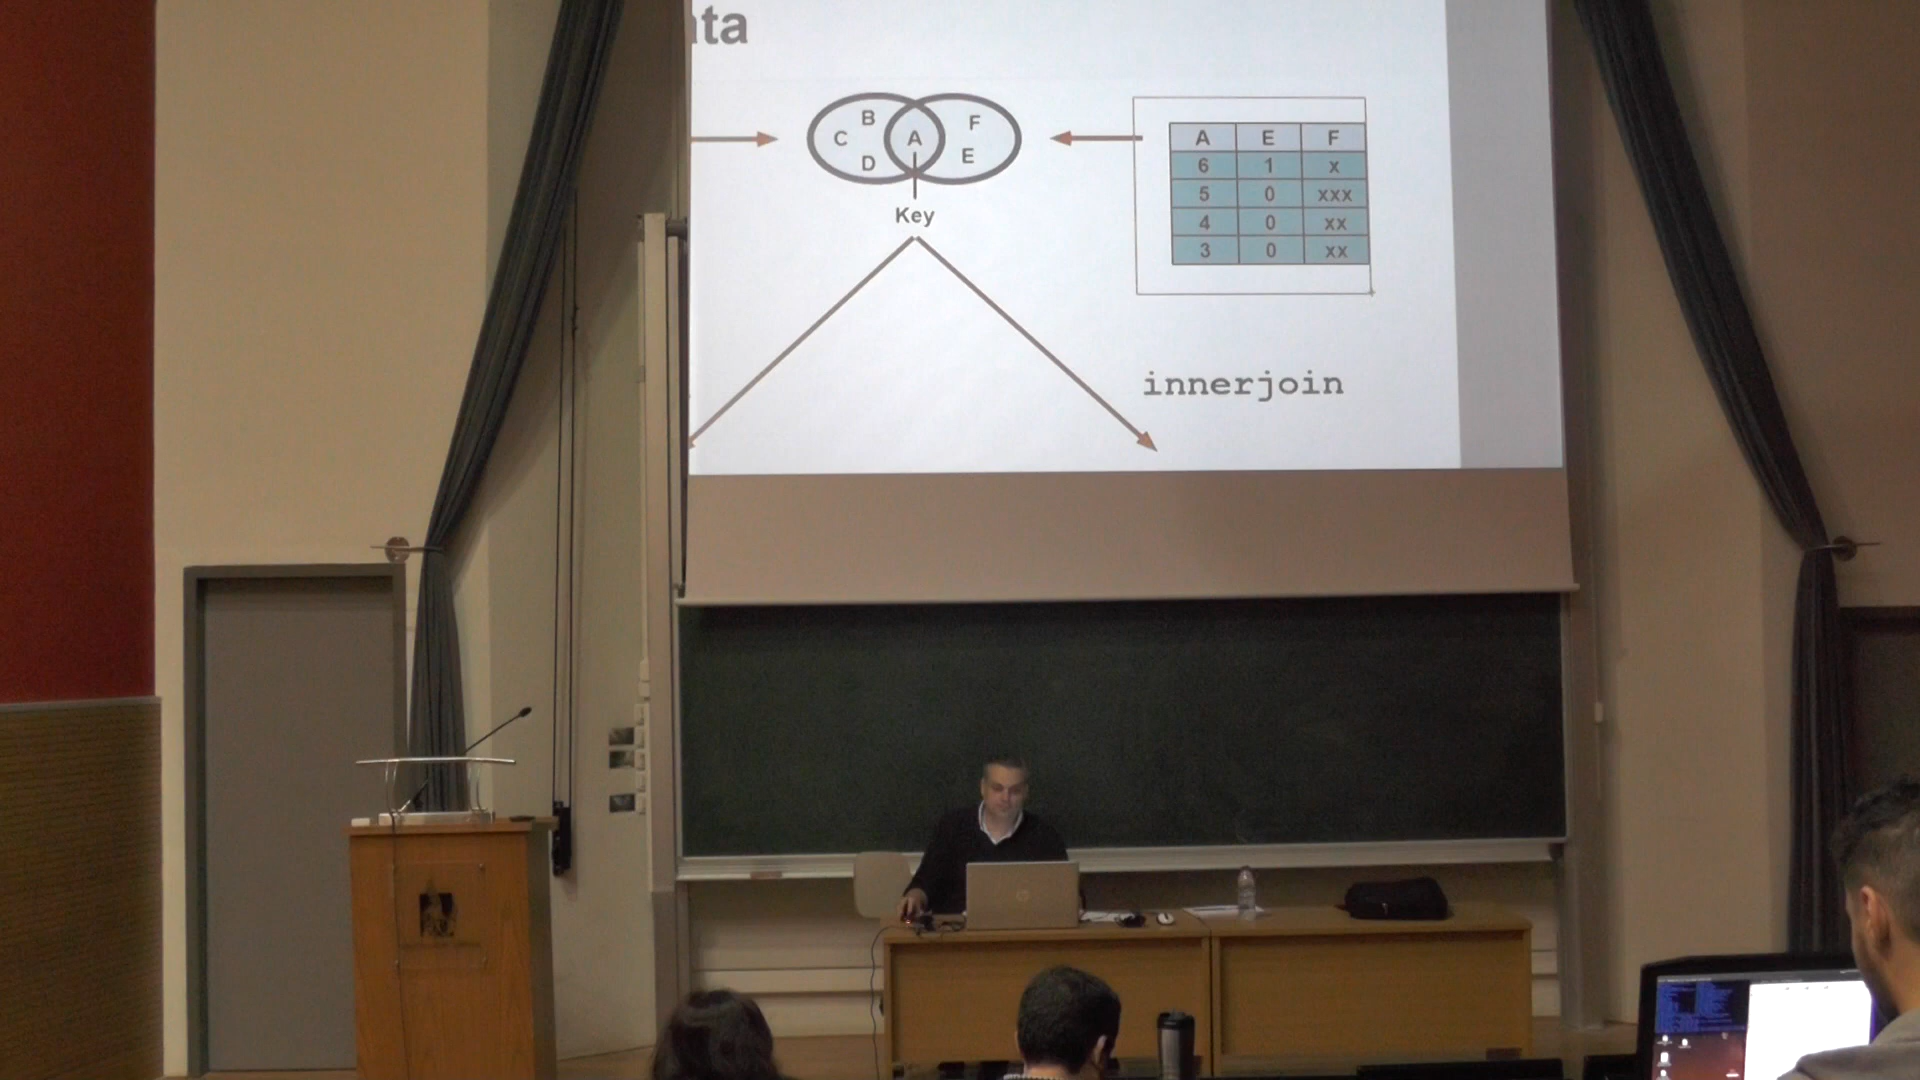 ta
B
C
D
A
F
E
Key
A E F
6 1 x
5 0 xxx
4 0 xx
3 0 xx
innerjoin